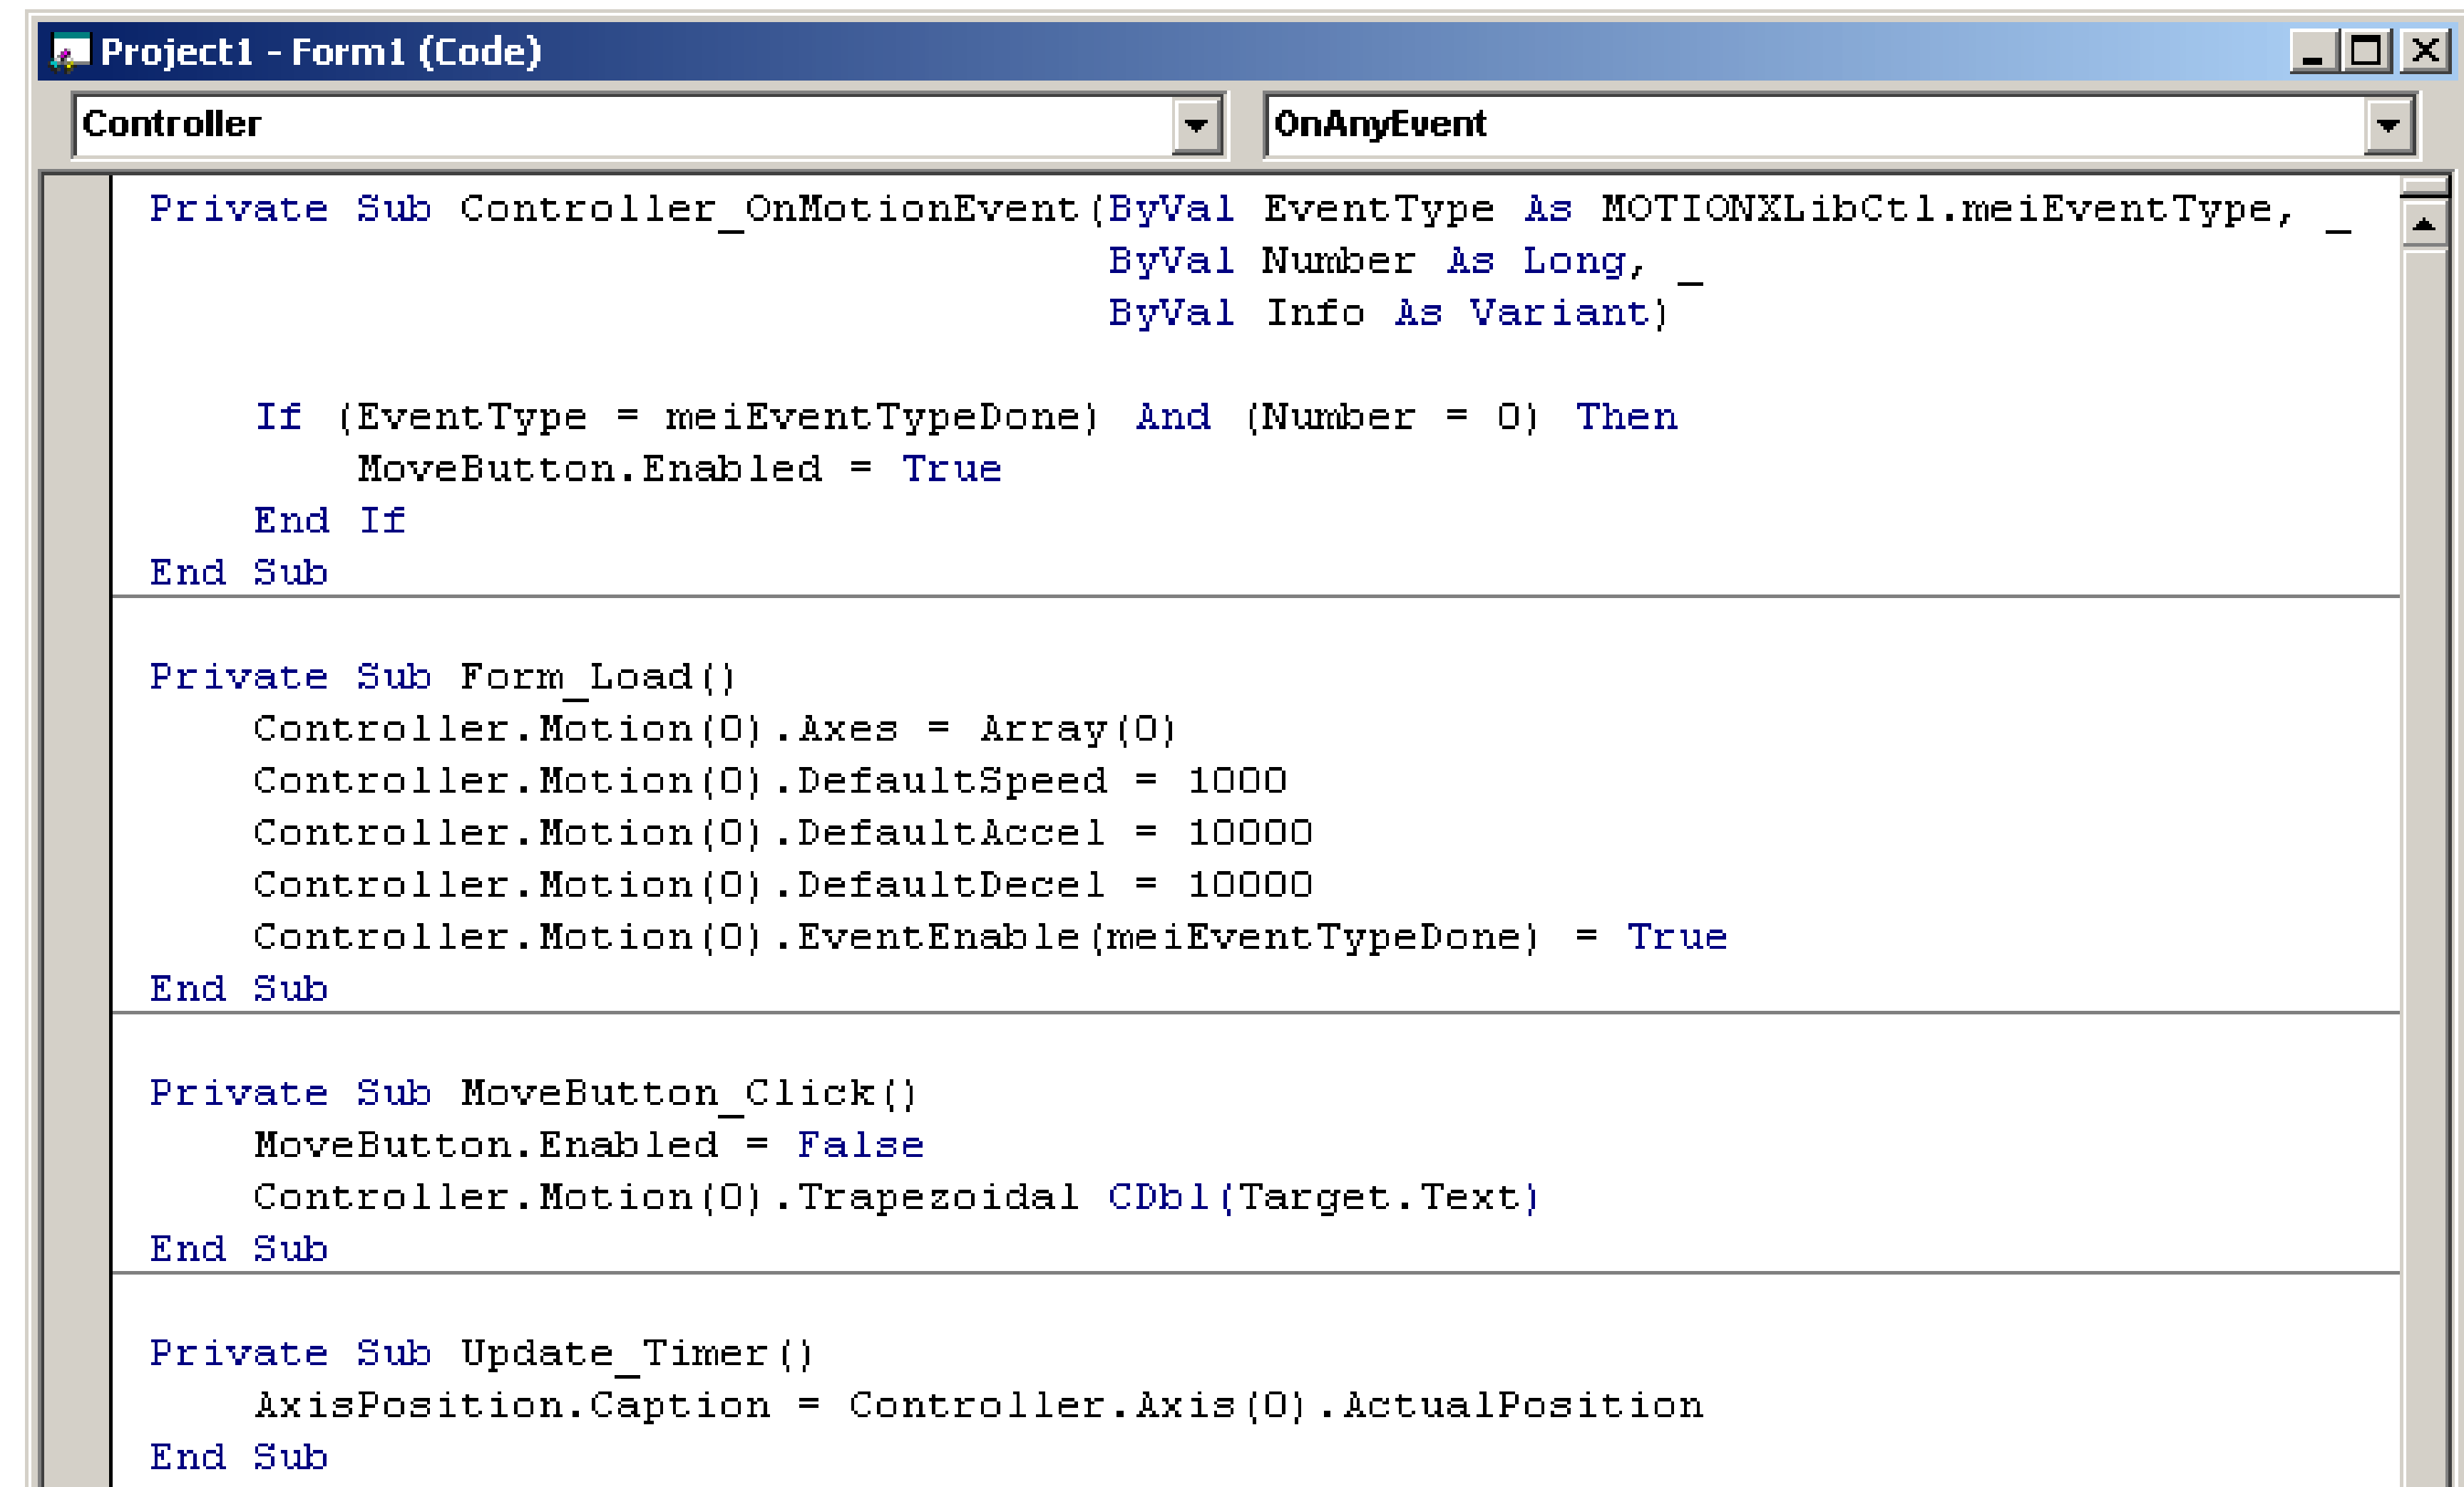 Project1 - Form1 (Code)
Controller OnAnyEvent
Private Sub Controller_OnMotionEvent(ByVal EventType As MOTIONXLibCtl.meiEventType, _
ByVal Number As Long, _
ByVal Info As Variant)
If (EventType = meiEventTypeDone) And (Number = 0) Then
MoveButton.Enabled = True
End If
End Sub
Private Sub Form_Load()
Controller.Motion(0).Axes = Array(0)
Controller.Motion(0).DefaultSpeed = 1000
Controller.Motion(0).DefaultAccel = 10000
Controller.Motion(0).DefaultDecel = 10000
Controller.Motion(0).EventEnable(meiEventTypeDone) = True
End Sub
Private Sub MoveButton_Click()
MoveButton.Enabled = False
Controller.Motion(0).Trapezoidal CDbl(Target.Text)
End Sub
Private Sub Update_Timer()
AxisPosition.Caption = Controller.Axis(0).ActualPosition
End Sub